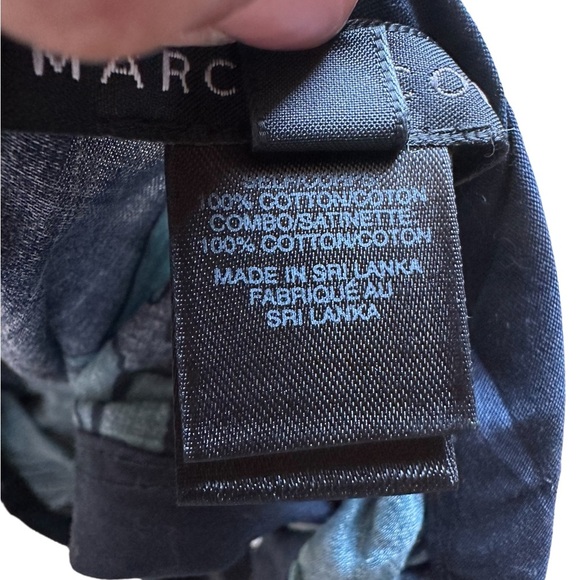 MARC
100% COTTON/COTON
COMBO/SATINETTE
100% COTTON/COTON
MADE IN SRI LANKA
FABRIQUÉ AU
SRI LANKA